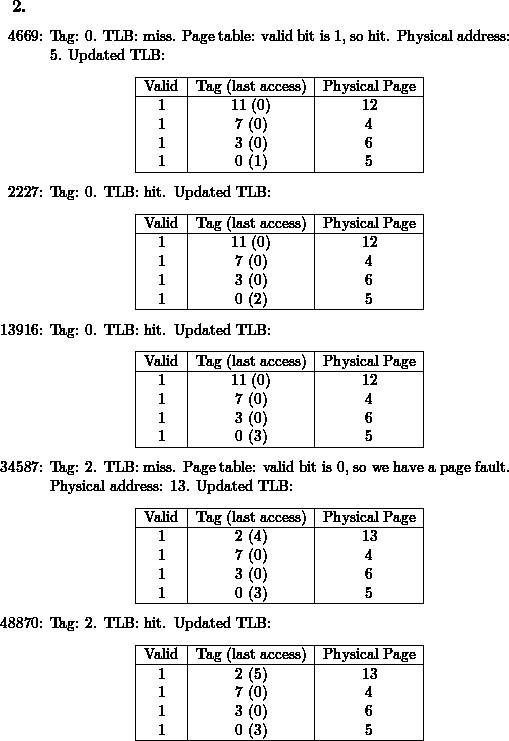 2.
4669: Tag: 0. TLB: miss. Page table: valid bit is 1, so hit. Physical address:
5. Updated TLB:
Valid Tag (last access) Physical Page
1 11 (0) 12
1 7 (0) 4
1 3 (0) 6
1 0 (1) 5
2227: Tag: 0. TLB: hit. Updated TLB:
Valid Tag (last access) Physical Page
1 11 (0) 12
1 7 (0) 4
1 3 (0) 6
1 0 (2) 5
13916: Tag: 0. TLB: hit. Updated TLB:
Valid Tag (last access) Physical Page
1 11 (0) 12
1 7 (0) 4
1 3 (0) 6
1 0 (3) 5
34587: Tag: 2. TLB: miss. Page table: valid bit is 0, so we have a page fault.
Physical address: 13. Updated TLB:
Valid Tag (last access) Physical Page
1 2 (4) 13
1 7 (0) 4
1 3 (0) 6
1 0 (3) 5
48870: Tag: 2. TLB: hit. Updated TLB:
Valid Tag (last access) Physical Page
1 2 (5) 13
1 7 (0) 4
1 3 (0) 6
1 0 (3) 5